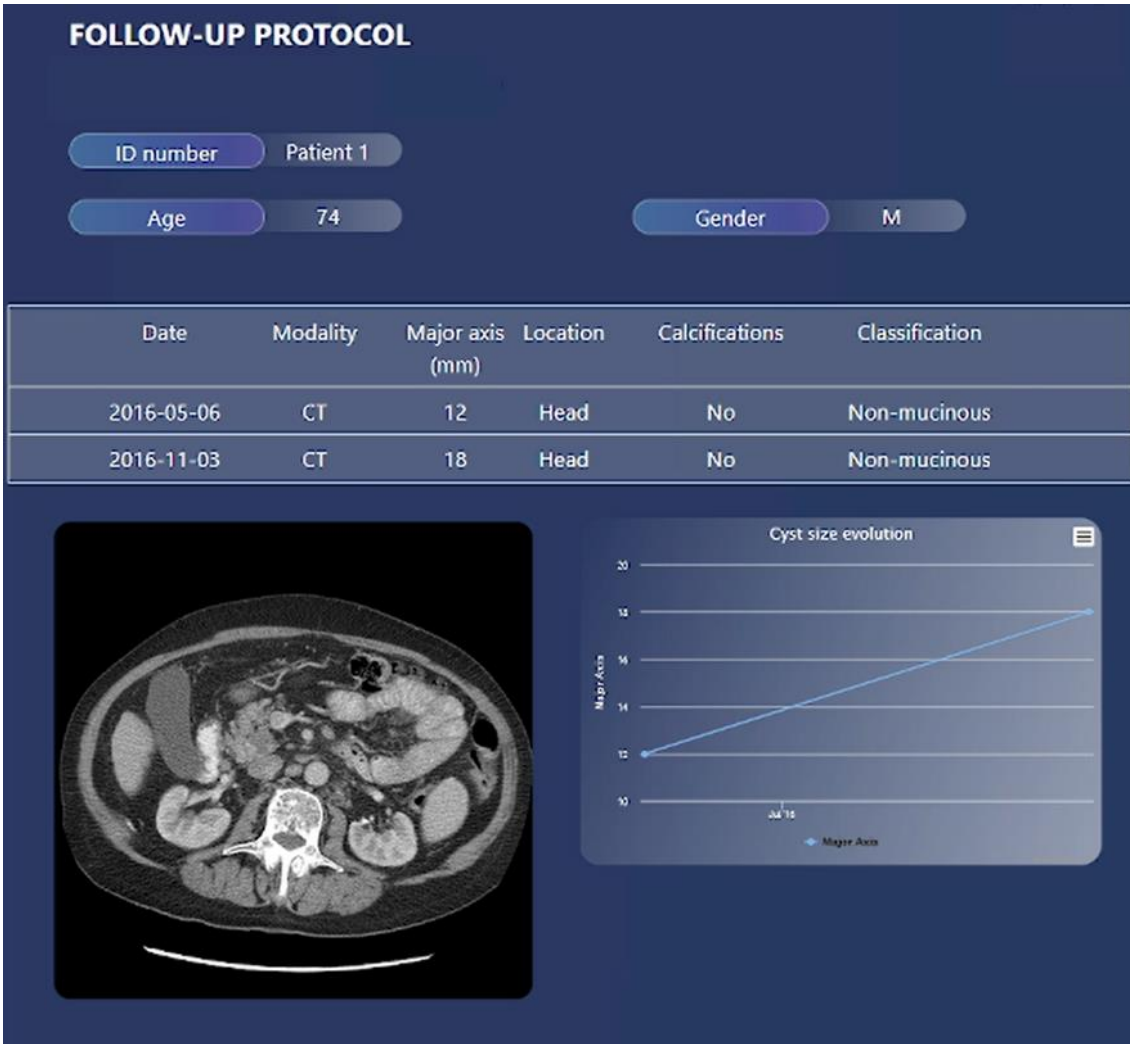 FOLLOW-UP PROTOCOL
ID number Patient 1
Age 74 Gender M
Date Modality Major axis (mm) Location Calcifications Classification
2016-05-06 CT 12 Head No Non-mucinous
2016-11-03 CT 18 Head No Non-mucinous
Cyst size evolution
20
18
16
14
12
10
Major Axis
Jul '16
Major Axis